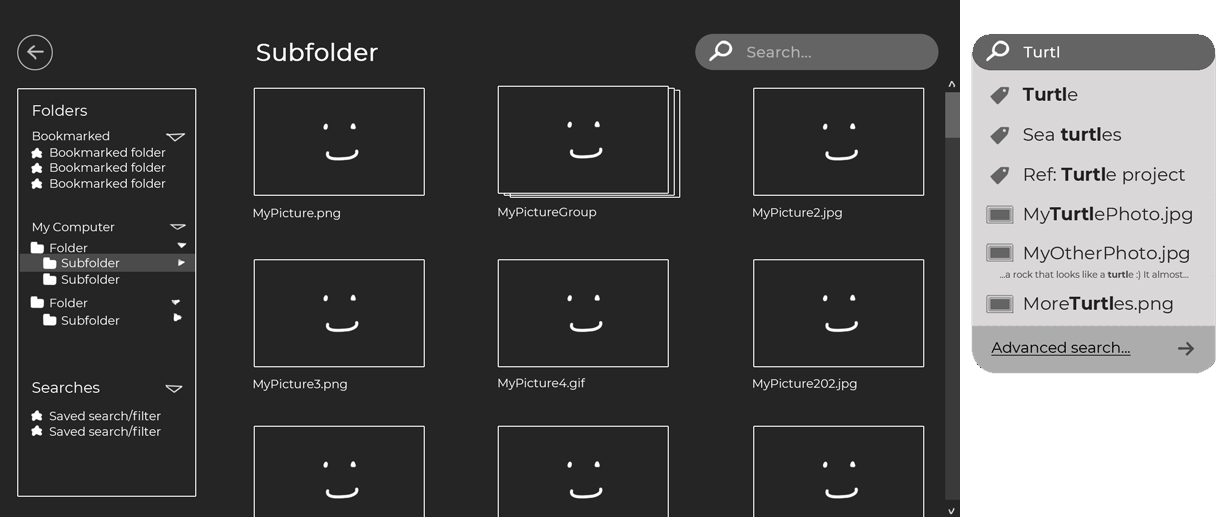 Subfolder
Search...
Folders
Bookmarked
Bookmarked folder
Bookmarked folder
Bookmarked folder
My Computer
Folder
Subfolder
Subfolder
Folder
Subfolder
Searches
Saved search/filter
Saved search/filter
MyPicture.png
MyPictureGroup
MyPicture2.jpg
MyPicture3.png
MyPicture4.gif
MyPicture202.jpg
Turtl
Turtle
Sea turtles
Ref: Turtle project
MyTurtlePhoto.jpg
MyOtherPhoto.jpg
...a rock that looks like a turtle :) It almost...
MoreTurtles.png
Advanced search...